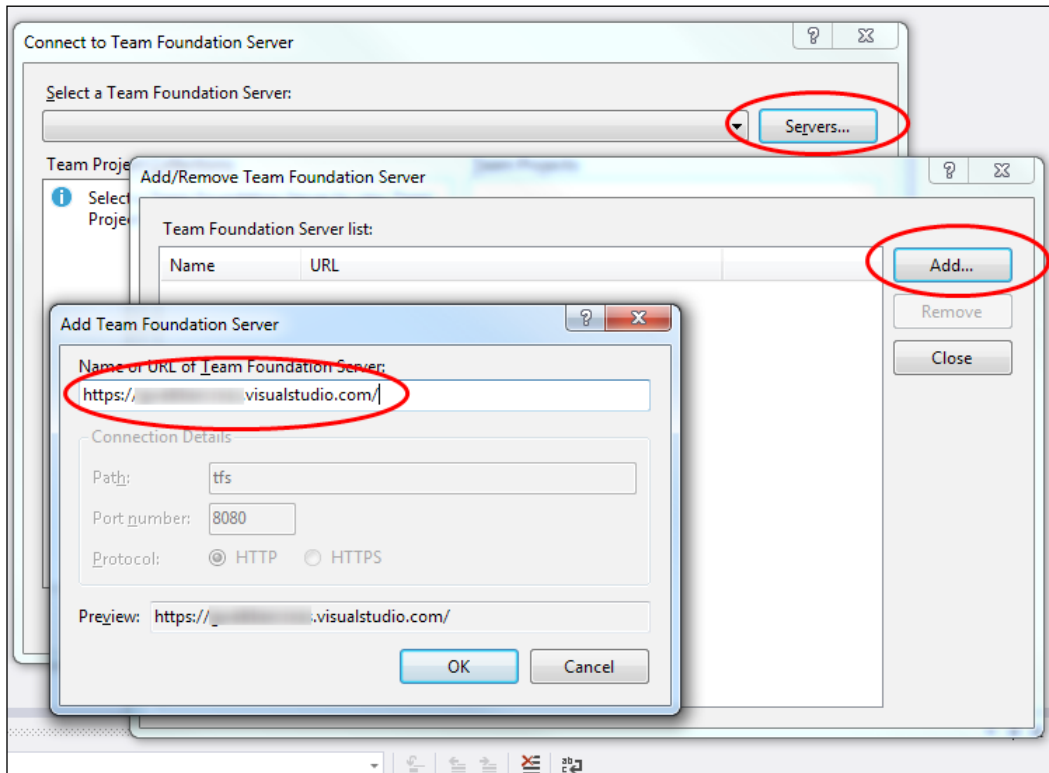 Connect to Team Foundation Server
Select a Team Foundation Server:
Servers...
Team Proje
Team Projects
Select
Proje
Add/Remove Team Foundation Server
Team Foundation Server list:
Name URL
Add...
Remove
Close
Add Team Foundation Server
Name or URL of Team Foundation Server:
https:// .visualstudio.com/
Connection Details
Path: tfs
Port number: 8080
Protocol: HTTP HTTPS
Preview: https:// .visualstudio.com/
OK Cancel